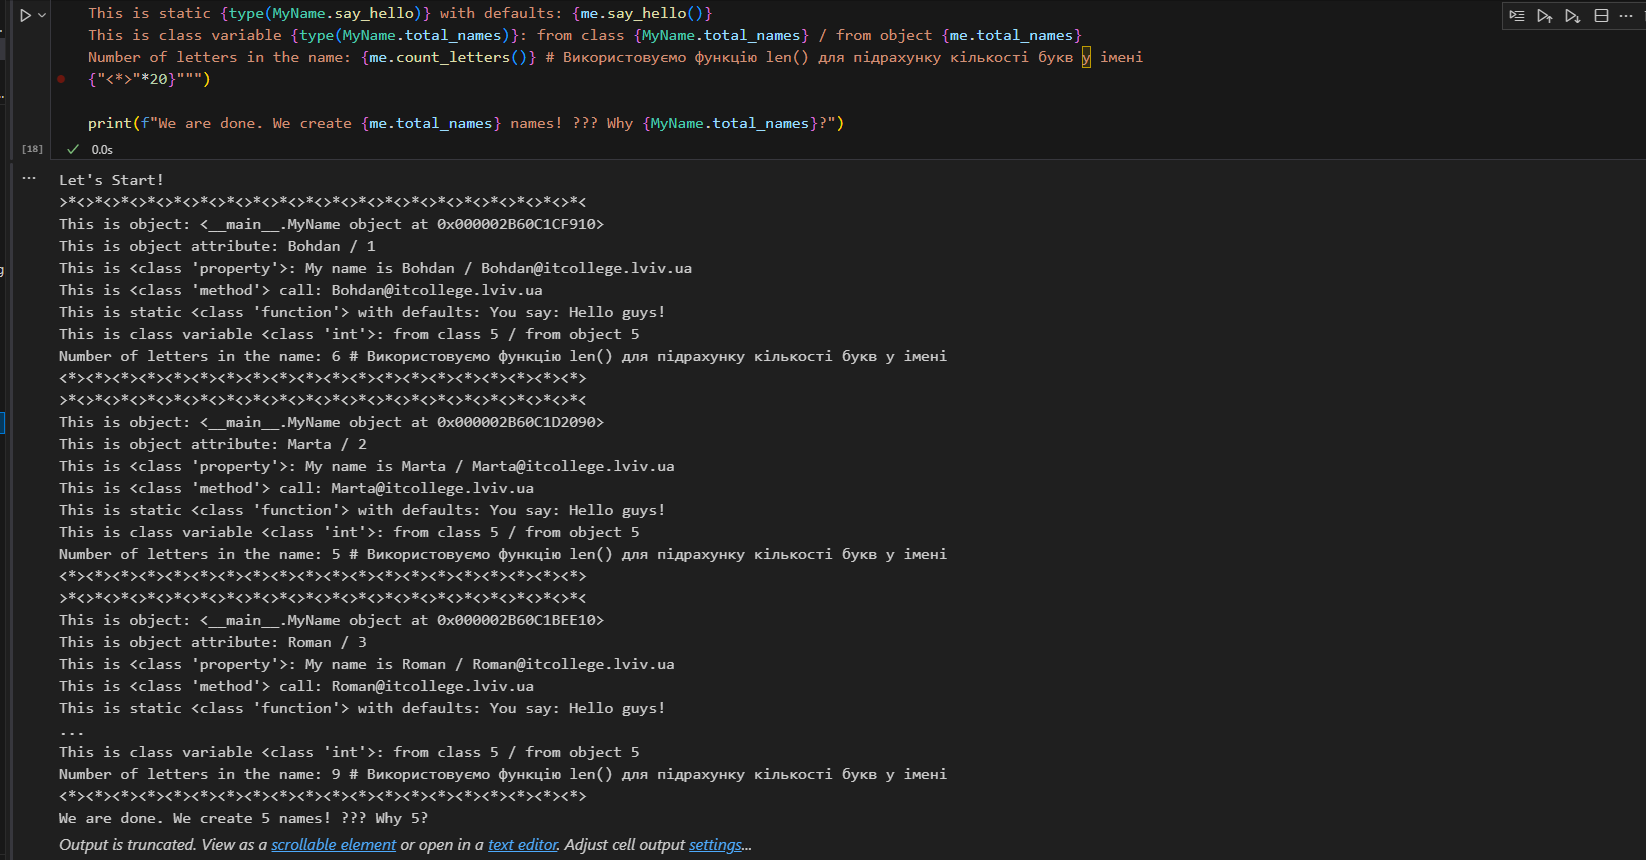 This is static {type(MyName.say_hello)} with defaults: {me.say_hello()}
This is class variable {type(MyName.total_names)}: from class {MyName.total_names} / from object {me.total_names}
Number of letters in the name: {me.count_letters()} # Використовуємо функцію len() для підрахунку кількості букв у імені
{"<*>"*20}""")
print(f"We are done. We create {me.total_names} names! ??? Why {MyName.total_names}?")
[18] 0.0s
Let's Start!
>*<>*<>*<>*<>*<>*<>*<>*<>*<>*<>*<>*<>*<>*<>*<>*<>*<>*<>*<>*<
This is object: <__main__.MyName object at 0x000002B60C1CF910>
This is object attribute: Bohdan / 1
This is <class 'property'>: My name is Bohdan / Bohdan@itcollege.lviv.ua
This is <class 'method'> call: Bohdan@itcollege.lviv.ua
This is static <class 'function'> with defaults: You say: Hello guys!
This is class variable <class 'int'>: from class 5 / from object 5
Number of letters in the name: 6 # Використовуємо функцію len() для підрахунку кількості букв у імені
<*><*><*><*><*><*><*><*><*><*><*><*><*><*><*><*><*><*><*><*>
>*<>*<>*<>*<>*<>*<>*<>*<>*<>*<>*<>*<>*<>*<>*<>*<>*<>*<>*<>*<
This is object: <__main__.MyName object at 0x000002B60C1D2090>
This is object attribute: Marta / 2
This is <class 'property'>: My name is Marta / Marta@itcollege.lviv.ua
This is <class 'method'> call: Marta@itcollege.lviv.ua
This is static <class 'function'> with defaults: You say: Hello guys!
This is class variable <class 'int'>: from class 5 / from object 5
Number of letters in the name: 5 # Використовуємо функцію len() для підрахунку кількості букв у імені
<*><*><*><*><*><*><*><*><*><*><*><*><*><*><*><*><*><*><*><*>
>*<>*<>*<>*<>*<>*<>*<>*<>*<>*<>*<>*<>*<>*<>*<>*<>*<>*<>*<>*<
This is object: <__main__.MyName object at 0x000002B60C1BEE10>
This is object attribute: Roman / 3
This is <class 'property'>: My name is Roman / Roman@itcollege.lviv.ua
This is <class 'method'> call: Roman@itcollege.lviv.ua
This is static <class 'function'> with defaults: You say: Hello guys!
...
This is class variable <class 'int'>: from class 5 / from object 5
Number of letters in the name: 9 # Використовуємо функцію len() для підрахунку кількості букв у імені
<*><*><*><*><*><*><*><*><*><*><*><*><*><*><*><*><*><*><*><*>
We are done. We create 5 names! ??? Why 5?
Output is truncated. View as a scrollable element or open in a text editor. Adjust cell output settings...